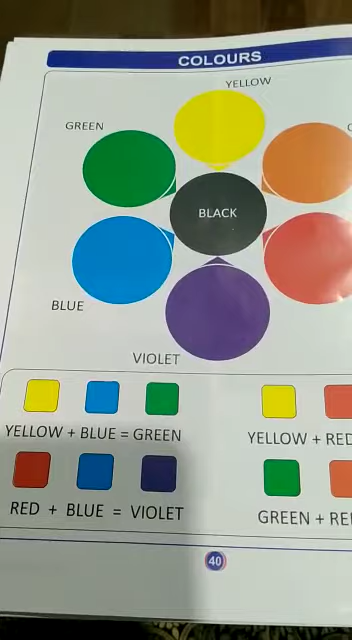 COLOURS
YELLOW
GREEN
BLACK
BLUE
VIOLET
YELLOW + BLUE = GREEN
YELLOW + RED
RED + BLUE = VIOLET
GREEN + RE
40